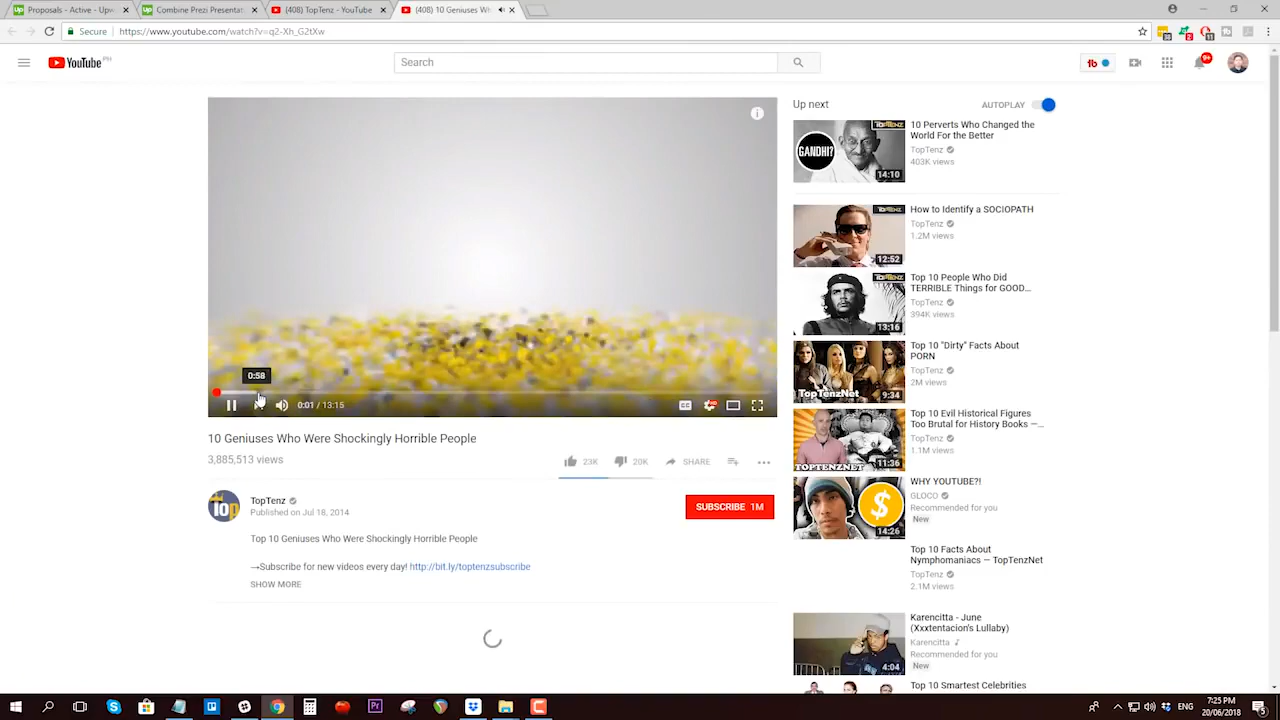 Proposals - Active - Upw
Combine Prezi Presentat
(408) TopTenz - YouTube
(408) 10 Geniuses Wh
Secure
https://www.youtube.com/watch?v=q2-Xh_G2tXw
YouTube PH
Search
9+
Up next
AUTOPLAY
10 Perverts Who Changed the
World For the Better
TopTenz
403K views
GANDHI?
TOPTENZ
14:10
How to Identify a SOCIOPATH
TopTenz
1.2M views
TOPTENZ
12:52
Top 10 People Who Did
TERRIBLE Things for GOOD...
TopTenz
394K views
TOPTENZ
13:16
Top 10 "Dirty" Facts About
PORN
TopTenz
2M views
TopTenzNet
9:34
Top 10 Evil Historical Figures
Too Brutal for History Books —...
TopTenz
1.1M views
TOPTENZNET
11:36
WHY YOUTUBE?!
GLOCO
Recommended for you
New
14:26
Top 10 Facts About
Nymphomaniacs — TopTenzNet
TopTenz
2.1M views
Karencitta - June
(Xxxtentacion's Lullaby)
Karencitta
Recommended for you
New
4:04
Top 10 Smartest Celebrities
0:58
0:01 / 13:15
10 Geniuses Who Were Shockingly Horrible People
3,885,513 views
23K
20K
SHARE
TopTenz
Published on Jul 18, 2014
SUBSCRIBE 1M
Top 10 Geniuses Who Were Shockingly Horrible People
→Subscribe for new videos every day! http://bit.ly/toptenzsubscribe
SHOW MORE
ENG
7:25 PM
20/06/2018